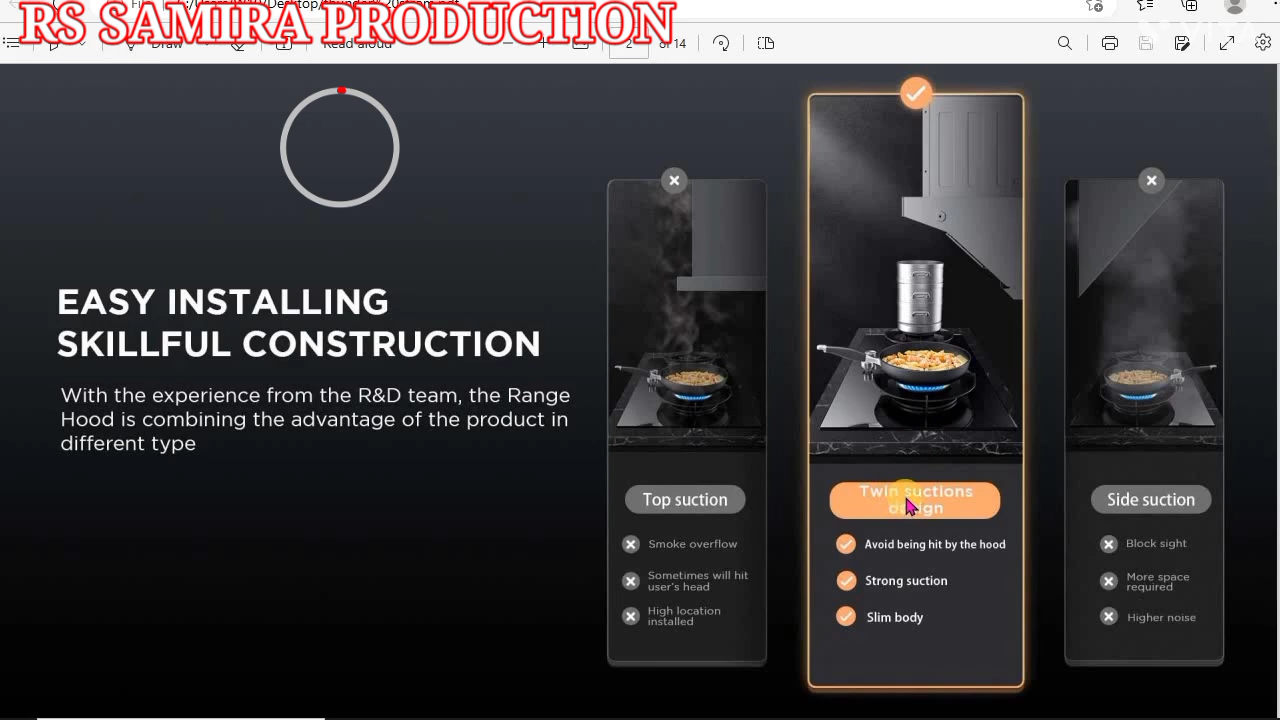 RS SAMIRA PRODUCTION
Draw
Read aloud
2
of 14
EASY INSTALLING
SKILLFUL CONSTRUCTION
With the experience from the R&D team, the Range
Hood is combining the advantage of the product in
different type
Top suction
Smoke overflow
Sometimes will hit
user's head
High location
installed
Twin suctions
design
Avoid being hit by the hood
Strong suction
Slim body
Side suction
Block sight
More space
required
Higher noise